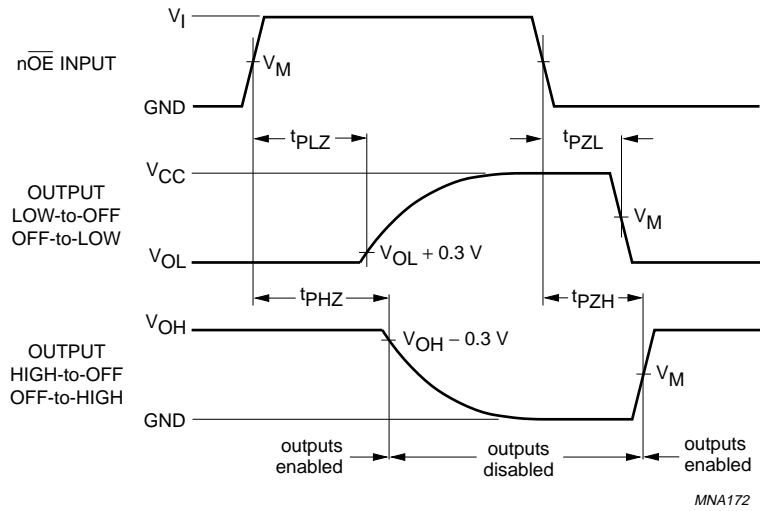 V_I
nO̅E̅ INPUT
V_M
GND
t_PLZ
t_PZL
V_CC
OUTPUT
LOW-to-OFF
OFF-to-LOW
V_M
V_OL
V_OL + 0.3 V
t_PHZ
t_PZH
V_OH
V_OH − 0.3 V
OUTPUT
HIGH-to-OFF
OFF-to-HIGH
V_M
GND
outputs
enabled
outputs
disabled
outputs
enabled
MNA172